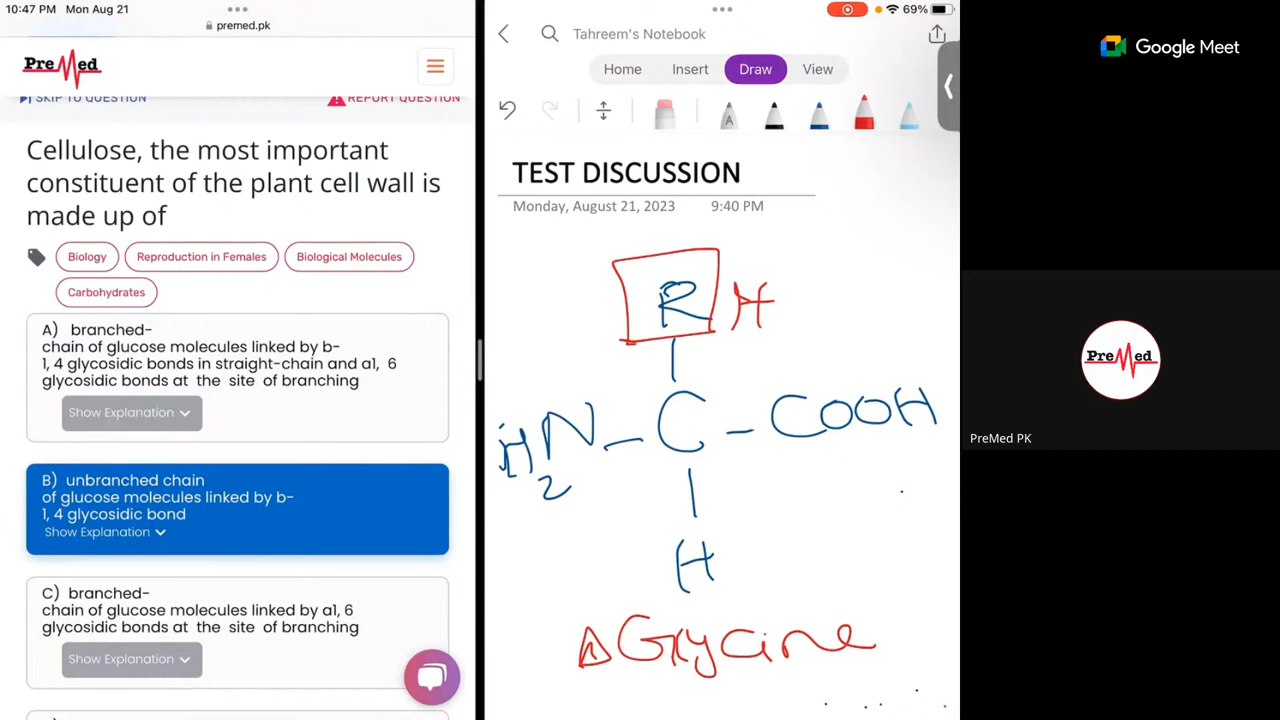 10:47 PM Mon Aug 21
premed.pk
PreMed
SKIP TO QUESTION
REPORT QUESTION
Cellulose, the most important
constituent of the plant cell wall is
made up of
Biology
Reproduction in Females
Biological Molecules
Carbohydrates
A) branched-
chain of glucose molecules linked by b-
1, 4 glycosidic bonds in straight-chain and a1, 6
glycosidic bonds at the site of branching
Show Explanation
B) unbranched chain
of glucose molecules linked by b-
1, 4 glycosidic bond
Show Explanation
C) branched-
chain of glucose molecules linked by a1, 6
glycosidic bonds at the site of branching
Show Explanation
69%
Tahreem's Notebook
Home Insert Draw View
A
TEST DISCUSSION
Monday, August 21, 2023 9:40 PM
R H
H2N - C - COOH
H
Glycine
Google Meet
PreMed
PreMed PK